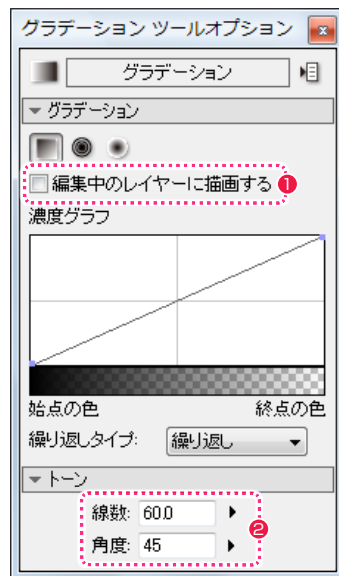 グラデーション ツールオプション
グラデーション
グラデーション
編集中のレイヤーに描画する 1
濃度グラフ
始点の色 終点の色
繰り返しタイプ: 繰り返し
トーン
線数: 60.0
角度: 45
2